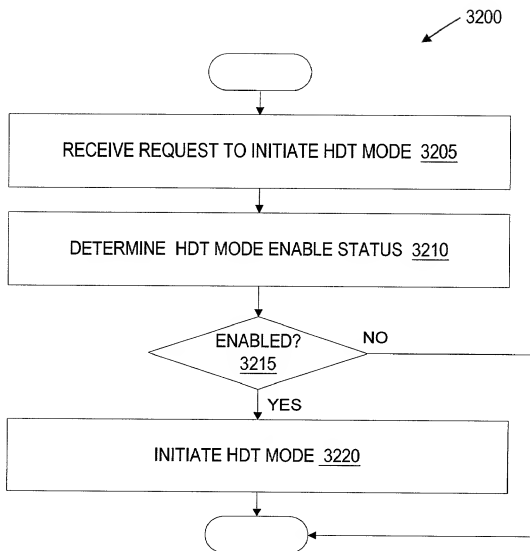 3200
RECEIVE REQUEST TO INITIATE HDT MODE 3205
DETERMINE HDT MODE ENABLE STATUS 3210
ENABLED?
3215
NO
YES
INITIATE HDT MODE 3220